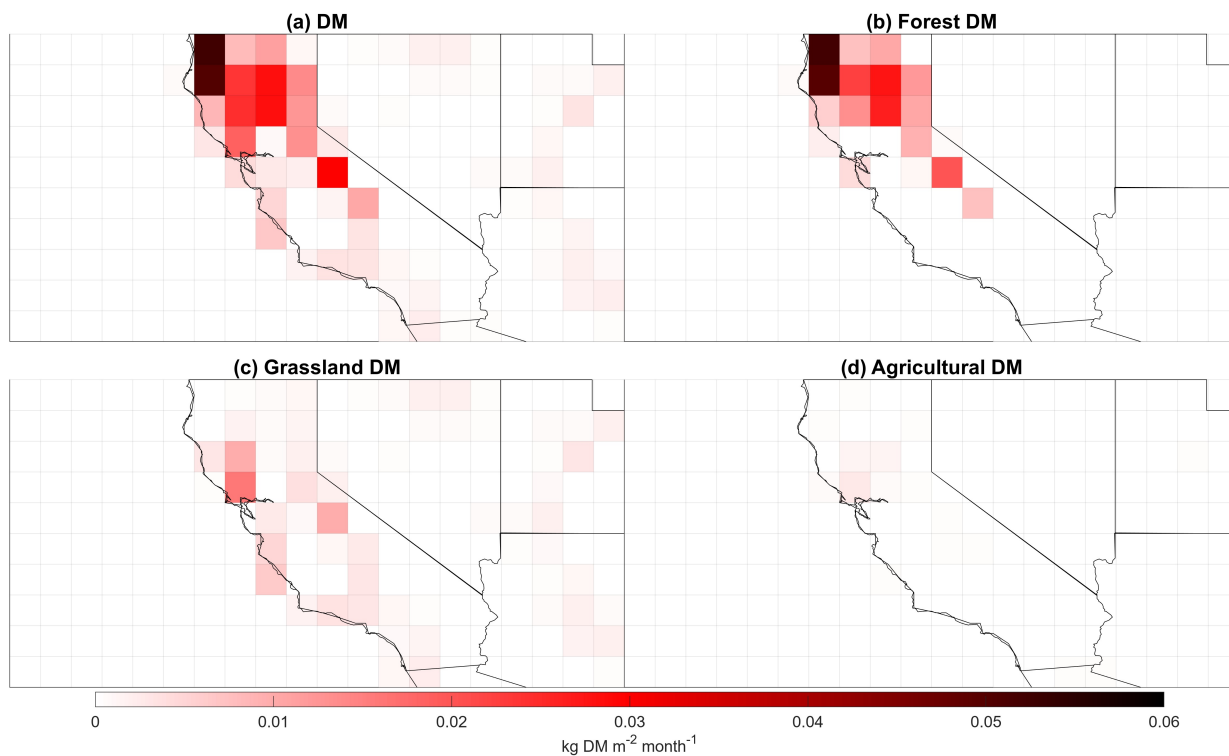 (a) DM
(b) Forest DM
(c) Grassland DM
(d) Agricultural DM
0 0.01 0.02 0.03 0.04 0.05 0.06
kg DM m⁻² month⁻¹